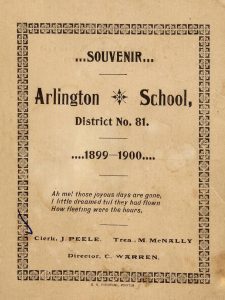 ...SOUVENIR...
Arlington ✳ School,
District No. 81.
....1899—1900....
Ah me! those joyous days are gone,
I little dreamed till they had flown
How fleeting were the hours.
Clerk, J PEELE. Trea. M McNALLY
Director, C. WARREN.